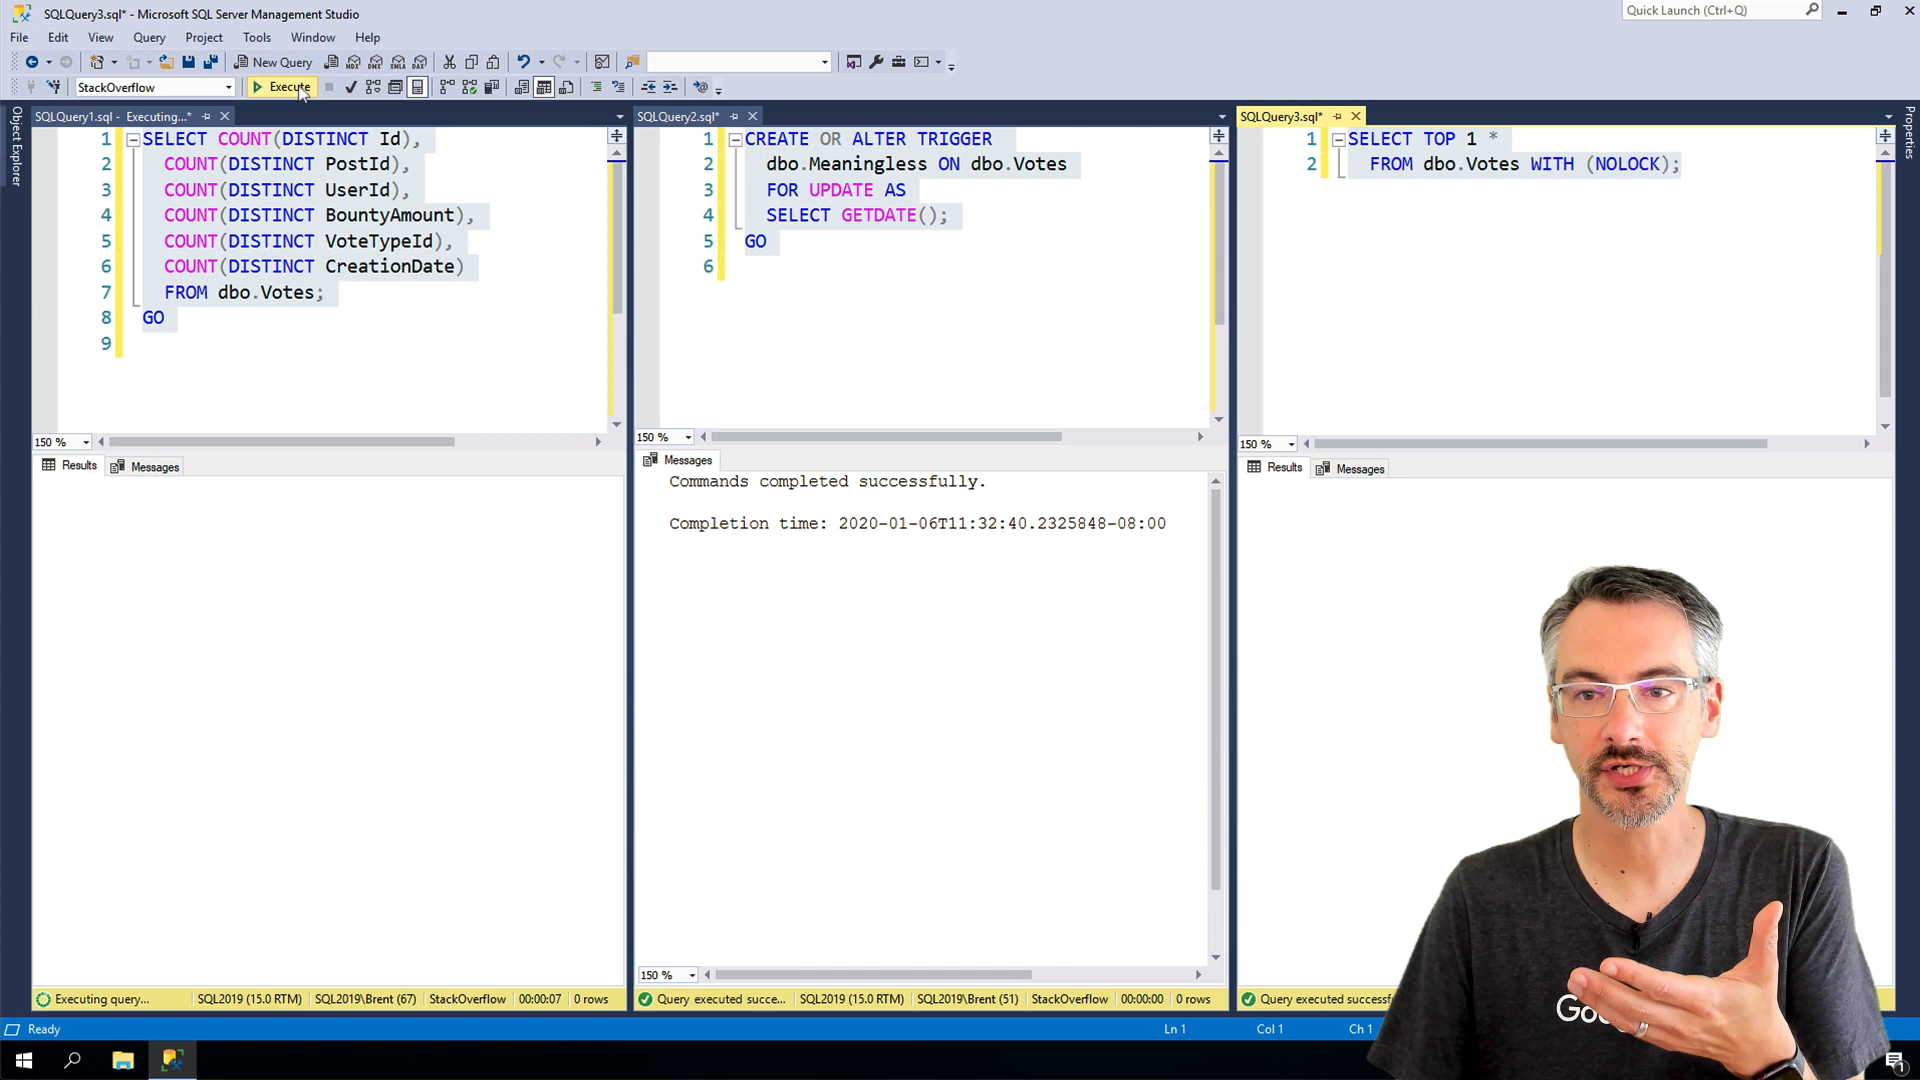 SQLQuery3.sql* - Microsoft SQL Server Management Studio
Quick Launch (Ctrl+Q)
File Edit View Query Project Tools Window Help
New Query
StackOverflow
Execute
Object Explorer
Properties
SQLQuery1.sql - Executing...*
1 SELECT COUNT(DISTINCT Id),
2 COUNT(DISTINCT PostId),
3 COUNT(DISTINCT UserId),
4 COUNT(DISTINCT BountyAmount),
5 COUNT(DISTINCT VoteTypeId),
6 COUNT(DISTINCT CreationDate)
7 FROM dbo.Votes;
8 GO
9
150 %
Results Messages
Executing query... SQL2019 (15.0 RTM) SQL2019\Brent (67) StackOverflow 00:00:07 0 rows
SQLQuery2.sql*
1 CREATE OR ALTER TRIGGER
2 dbo.Meaningless ON dbo.Votes
3 FOR UPDATE AS
4 SELECT GETDATE();
5 GO
6
150 %
Messages
Commands completed successfully.
Completion time: 2020-01-06T11:32:40.2325848-08:00
150 %
Query executed succe... SQL2019 (15.0 RTM) SQL2019\Brent (51) StackOverflow 00:00:00 0 rows
SQLQuery3.sql*
1 SELECT TOP 1 *
2 FROM dbo.Votes WITH (NOLOCK);
150 %
Results Messages
Query executed successf
Ready Ln 1 Col 1 Ch 1